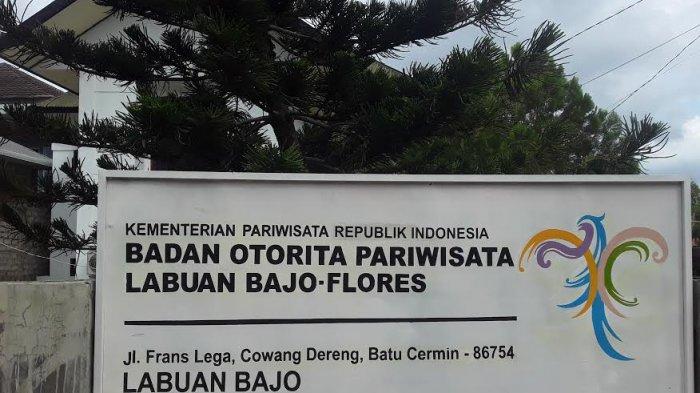 KEMENTERIAN PARIWISATA REPUBLIK INDONESIA
BADAN OTORITA PARIWISATA
LABUAN BAJO-FLORES
Jl. Frans Lega, Cowang Dereng, Batu Cermin - 86754
LABUAN BAJO